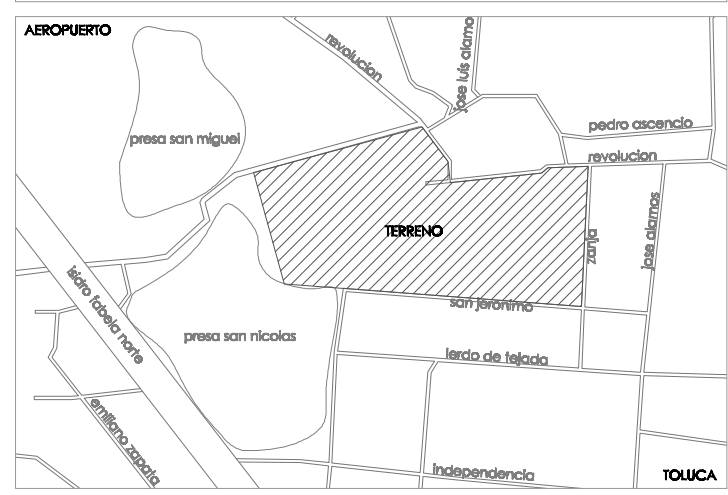 AEROPUERTO
revolucion
jose luis alamo
presa san miguel
pedro ascencio
revolucion
TERRENO
zanja
jose alamos
isidro fabela norte
san jeronimo
presa san nicolas
lerdo de tejada
emiliano zapata
independencia
TOLUCA